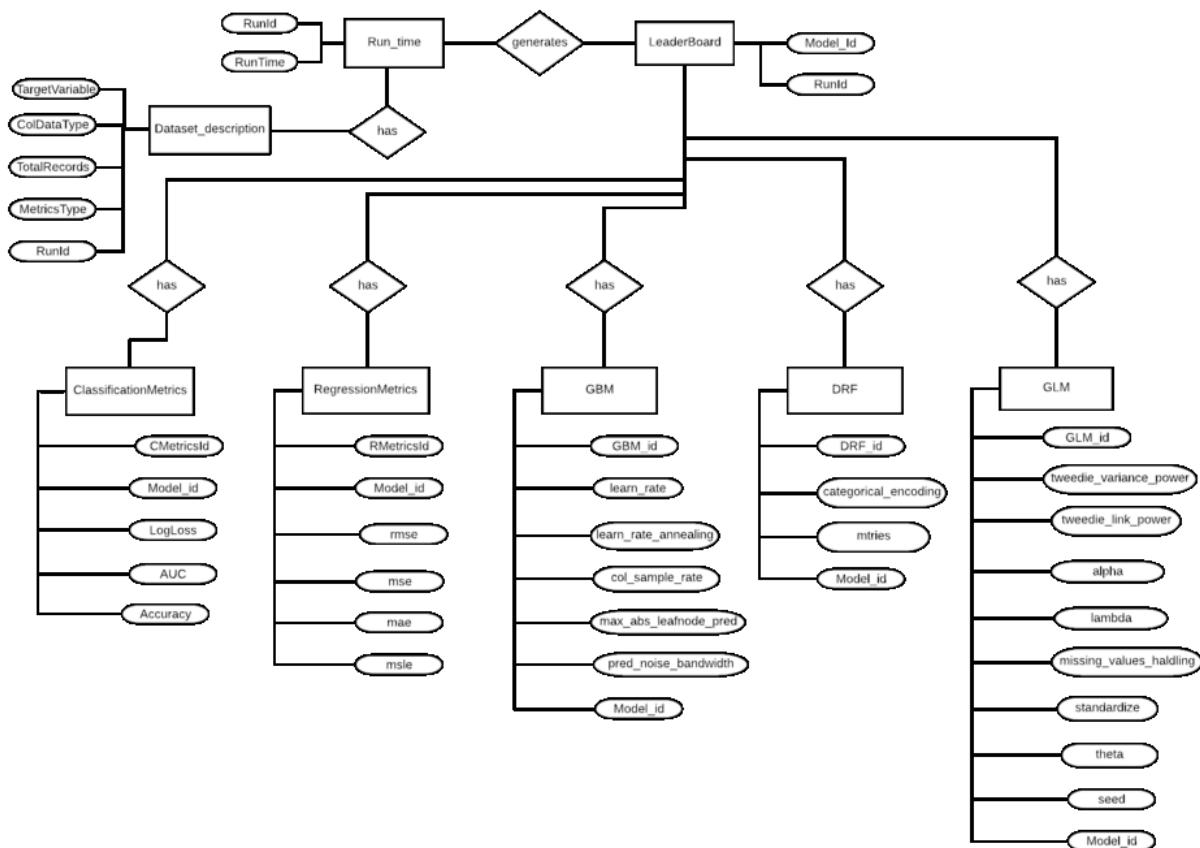 RunId
Run_time
generates
LeaderBoard
Model_Id
RunTime
RunId
TargetVariable
ColDataType
Dataset_description
has
TotalRecords
MetricsType
RunId
has
has
has
has
has
ClassificationMetrics
RegressionMetrics
GBM
DRF
GLM
CMetricsId
Model_id
LogLoss
AUC
Accuracy
RMetricsId
Model_id
rmse
mse
mae
msle
GBM_id
learn_rate
learn_rate_annealing
col_sample_rate
max_abs_leafnode_pred
pred_noise_bandwidth
Model_id
DRF_id
categorical_encoding
mtries
Model_id
GLM_id
tweedie_variance_power
tweedie_link_power
alpha
lambda
missing_values_haldling
standardize
theta
seed
Model_id